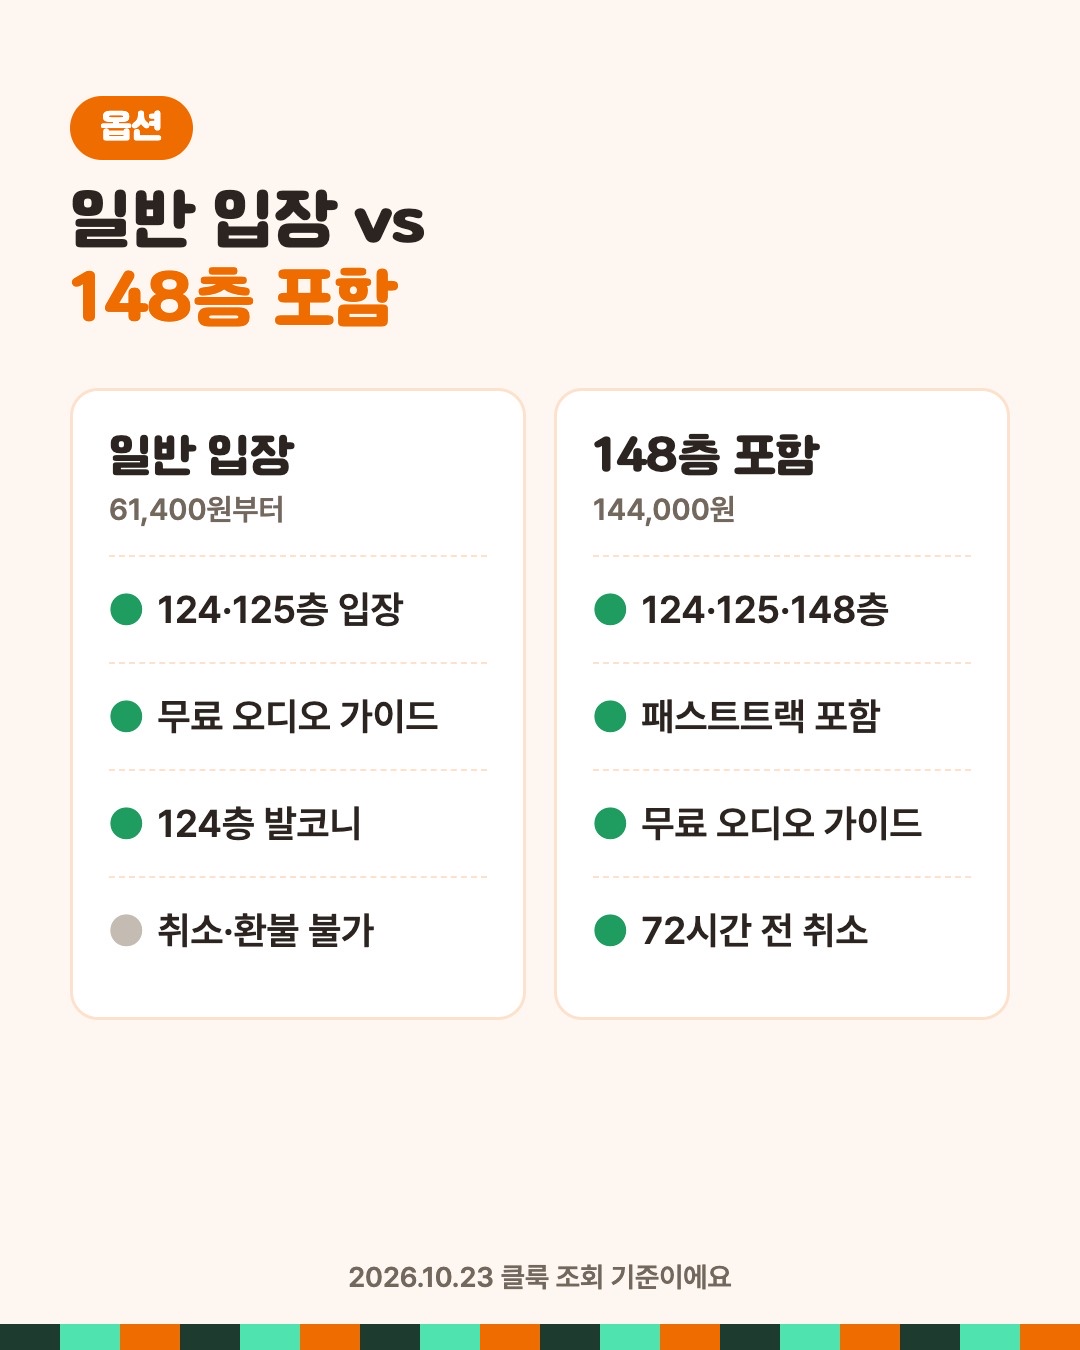 옵션
일반 입장 vs
148층 포함
일반 입장
61,400원부터
124·125층 입장
무료 오디오 가이드
124층 발코니
취소·환불 불가
148층 포함
144,000원
124·125·148층
패스트트랙 포함
무료 오디오 가이드
72시간 전 취소
2026.10.23 클룩 조회 기준이에요